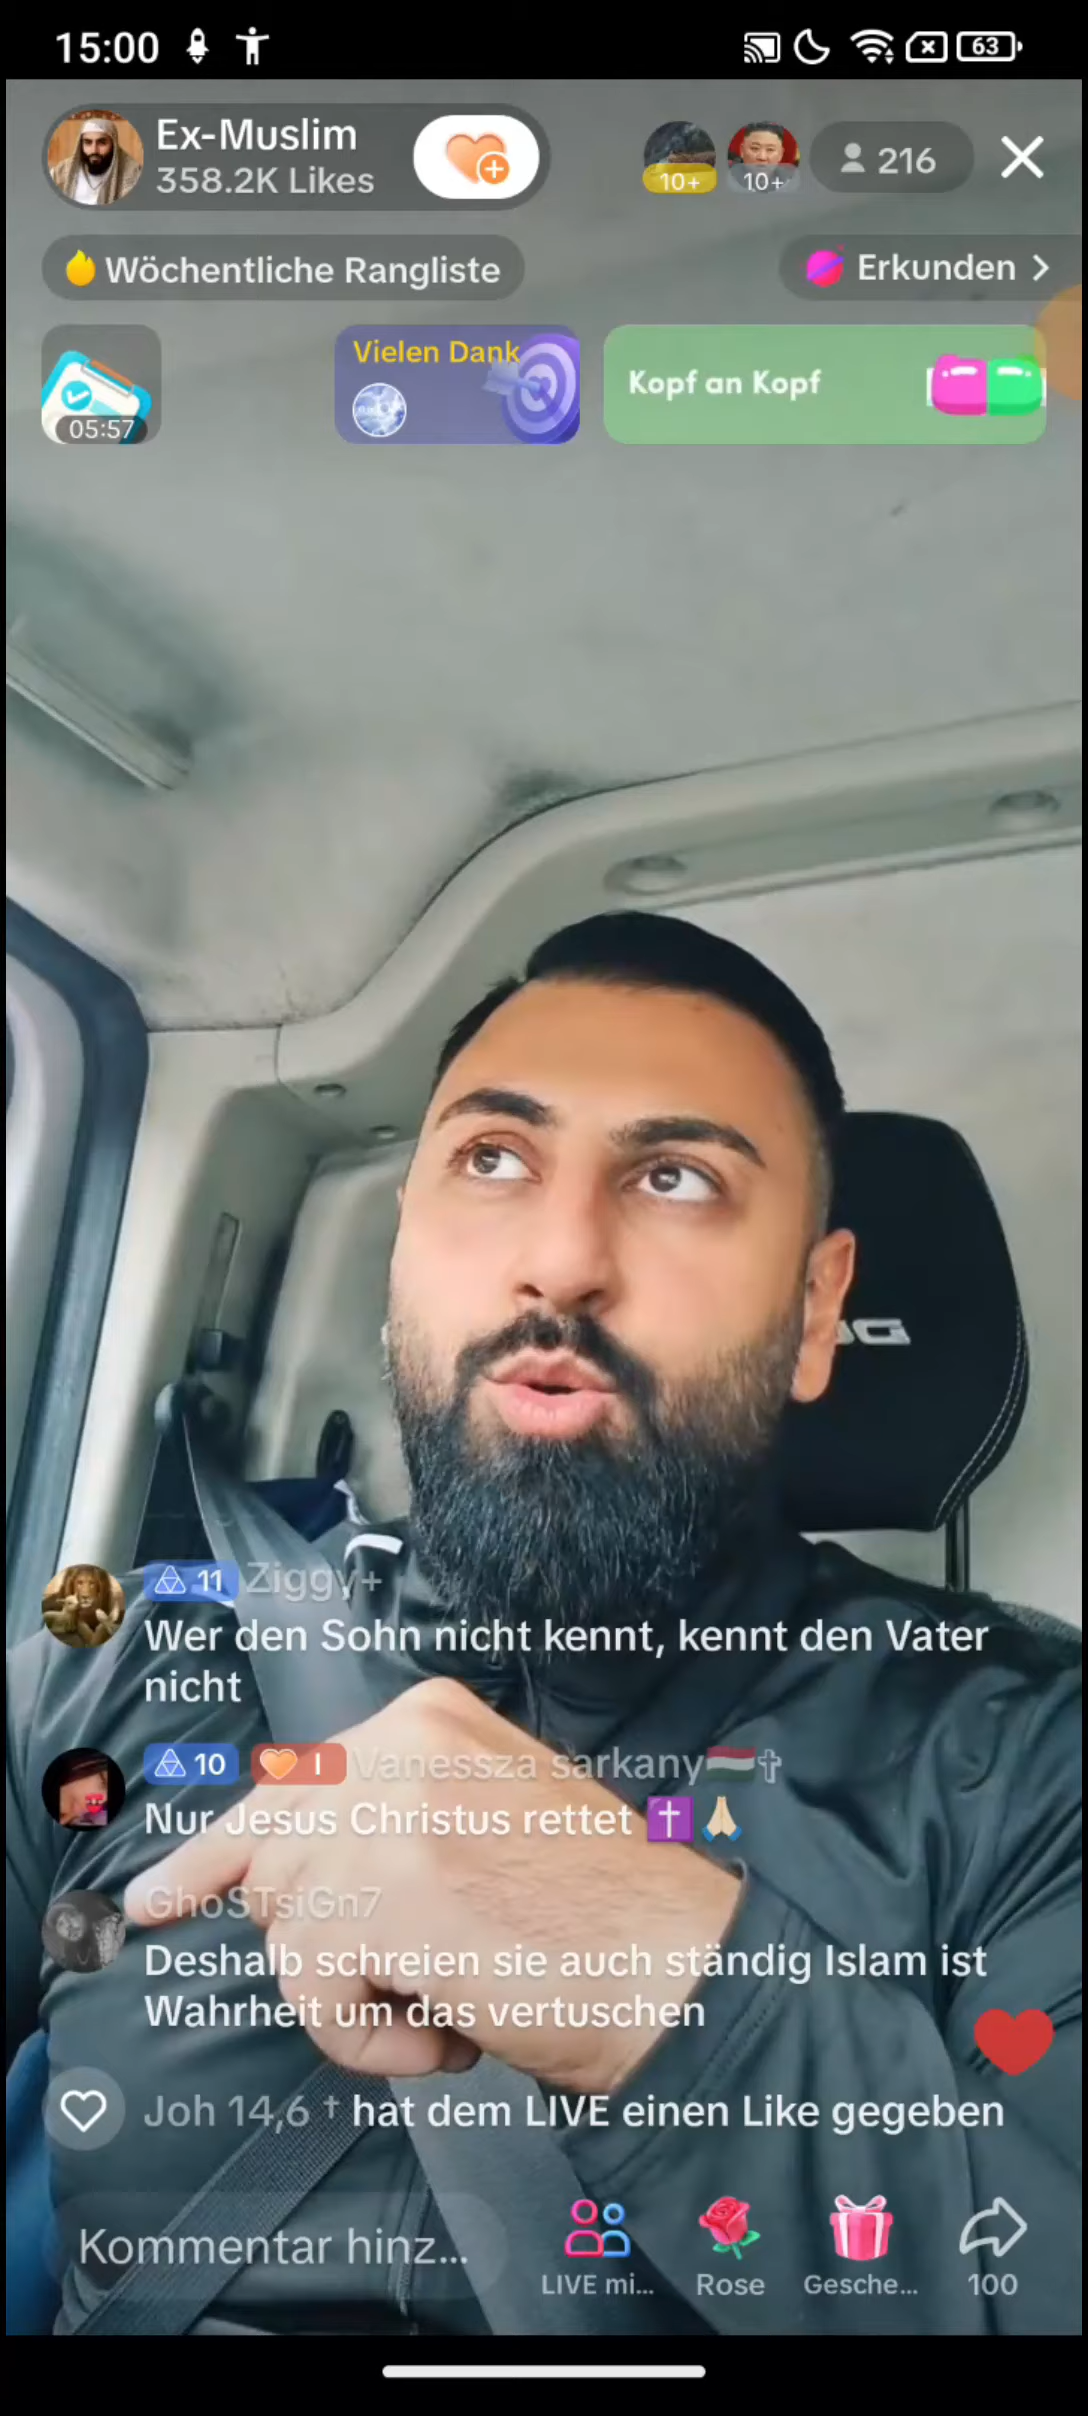 15:00
63
Ex-Muslim
358.2K Likes
10+
10+
216
Wöchentliche Rangliste
Erkunden
Vielen Dank
Kopf an Kopf
05:57
11 Ziggy+
Wer den Sohn nicht kennt, kennt den Vater
nicht
10 I Vanessza sarkany🇭🇺✞
Nur Jesus Christus rettet ✝️🙏🏼
GhoSTsiGn7
Deshalb schreien sie auch ständig Islam ist
Wahrheit um das vertuschen
Joh 14,6 † hat dem LIVE einen Like gegeben
Kommentar hinz...
LIVE mi...
Rose
Gesche...
100